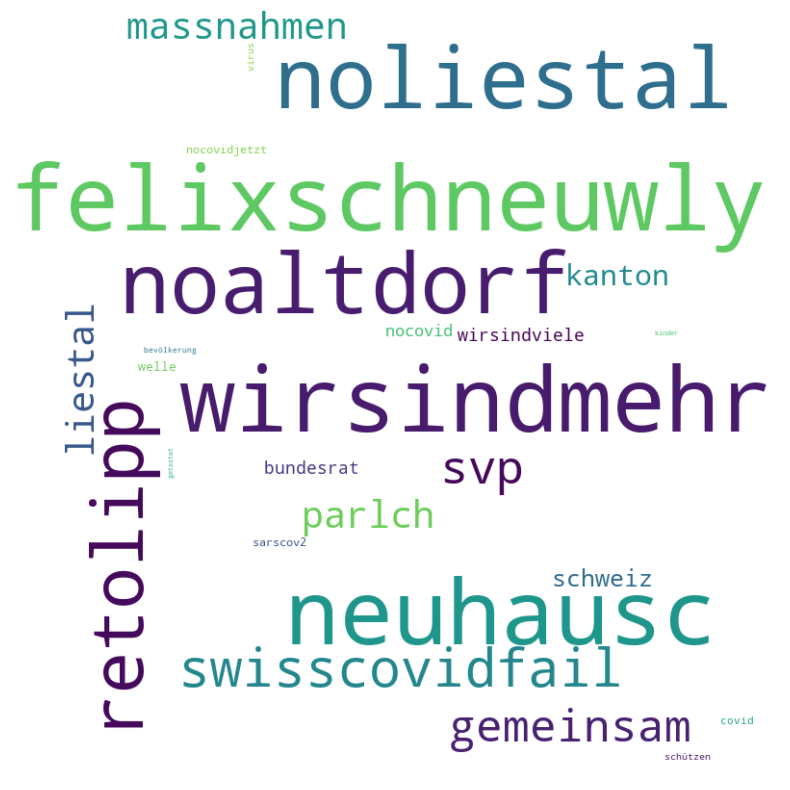 massnahmen
virus
noliestal
nocovidjetzt
felixschneuwly
noaltdorf
kanton
liestal
nocovid
wirsindviele
kinder
bevölkerung
welle
wirsindmehr
retolipp
getestet
bundesrat
svp
parlch
sarscov2
schweiz
neuhausc
swisscovidfail
gemeinsam
covid
schützen